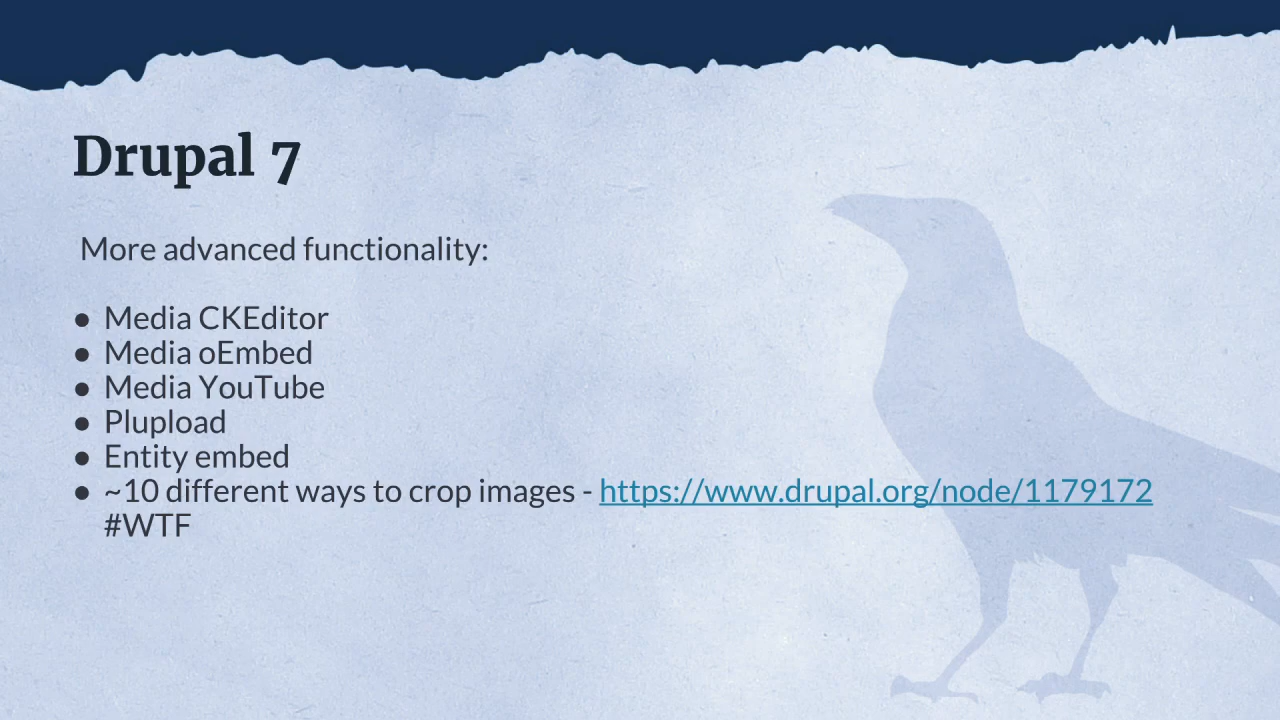 Drupal 7
More advanced functionality:
● Media CKEditor
● Media oEmbed
● Media YouTube
● Plupload
● Entity embed
● ~10 different ways to crop images - https://www.drupal.org/node/1179172
#WTF